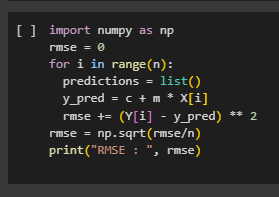 [ ] import numpy as np
rmse = 0
for i in range(n):
  predictions = list()
  y_pred = c + m * X[i]
  rmse += (Y[i] - y_pred) ** 2
rmse = np.sqrt(rmse/n)
print("RMSE : ", rmse)